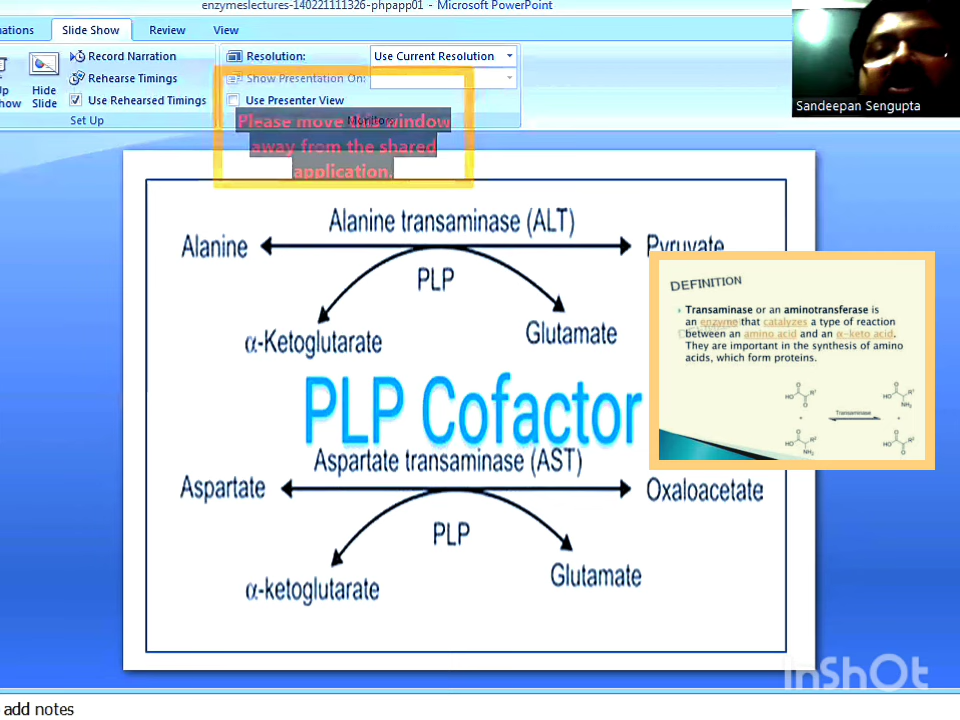 enzymeslectures-140221111326-phpapp01 - Microsoft PowerPoint
Slide Show
Review
View
Hide
Slide
Record Narration
Rehearse Timings
Use Rehearsed Timings
Set Up
Resolution:
Use Current Resolution
Show Presentation On:
Use Presenter View
Please move this window
away from the shared
application.
Sandeepan Sengupta
Alanine transaminase (ALT)
Alanine
Pyruvate
PLP
α-Ketoglutarate
Glutamate
PLP Cofactor
Aspartate transaminase (AST)
Aspartate
Oxaloacetate
PLP
α-ketoglutarate
Glutamate
DEFINITION
Transaminase or an aminotransferase is
an enzyme that catalyzes a type of reaction
between an amino acid and an α-keto acid.
They are important in the synthesis of amino
acids, which form proteins.
Transaminase
InShOt
add notes